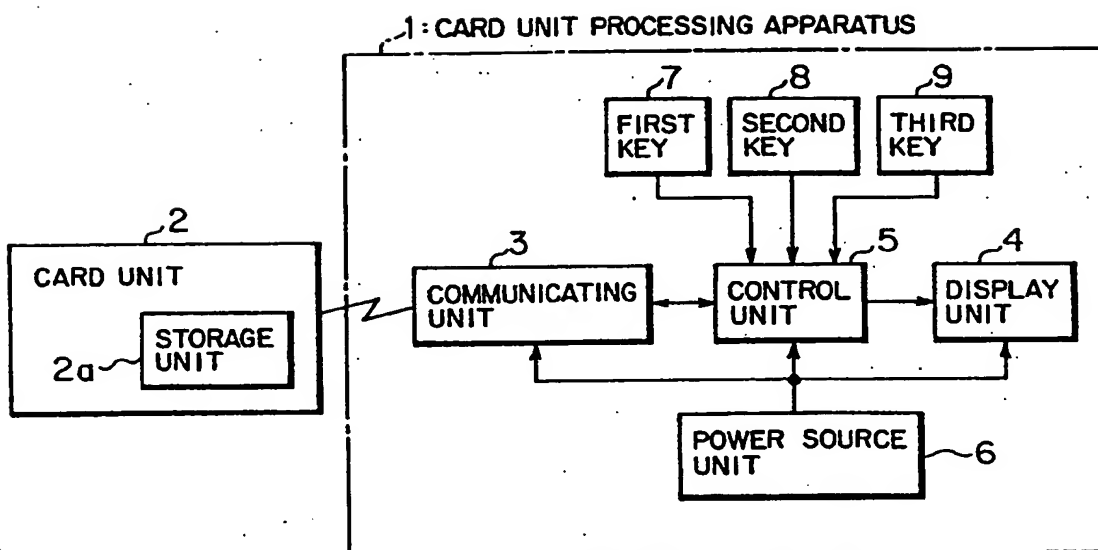 1: CARD UNIT PROCESSING APPARATUS
7
8
9
FIRST
KEY
SECOND
KEY
THIRD
KEY
2
CARD UNIT
STORAGE
UNIT
2a
3
COMMUNICATING
UNIT
5
CONTROL
UNIT
4
DISPLAY
UNIT
POWER SOURCE
UNIT
6